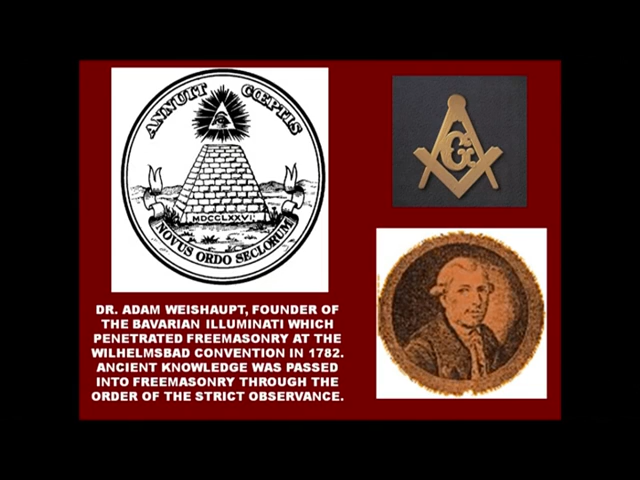 ANNUIT CŒPTIS
MDCCLXXVI
NOVUS ORDO SECLORUM
G
DR. ADAM WEISHAUPT, FOUNDER OF
THE BAVARIAN ILLUMINATI WHICH
PENETRATED FREEMASONRY AT THE
WILHELMSBAD CONVENTION IN 1782.
ANCIENT KNOWLEDGE WAS PASSED
INTO FREEMASONRY THROUGH THE
ORDER OF THE STRICT OBSERVANCE.